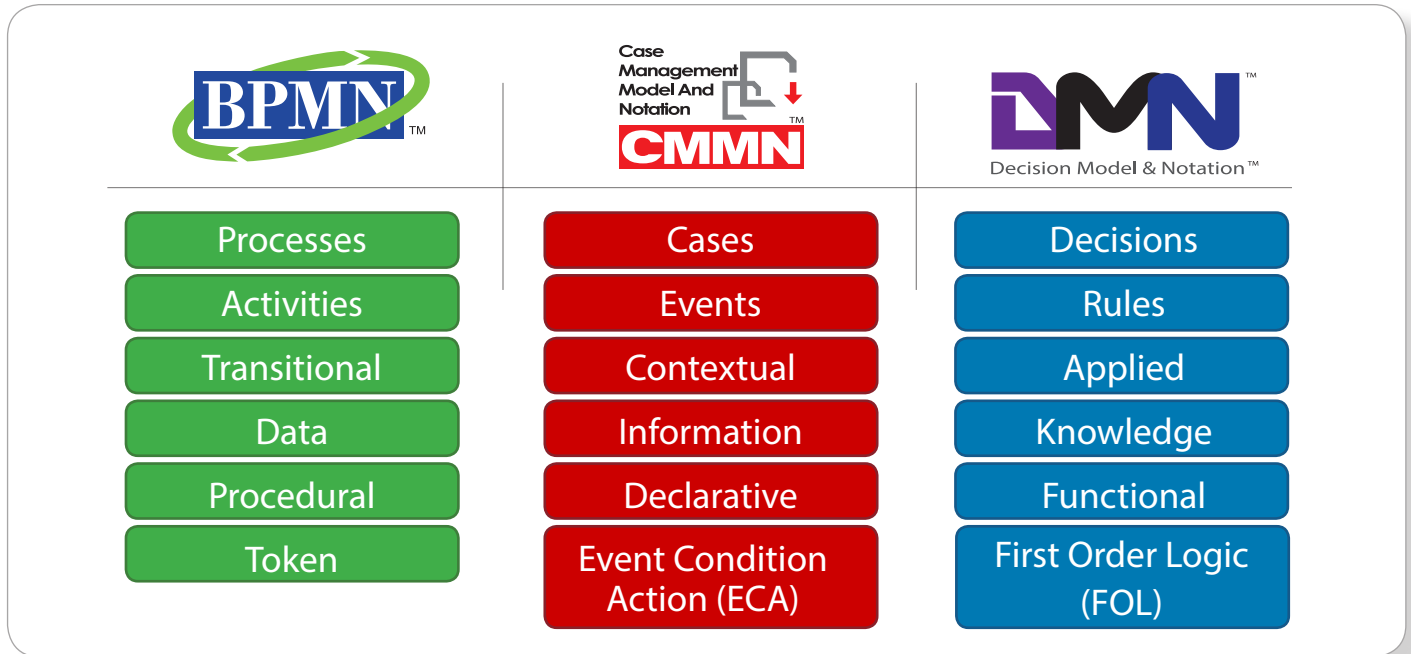 BPMN TM
Case
Management
Model And
Notation
TM
CMMN
DMN TM
Decision Model & Notation™
Processes
Activities
Transitional
Data
Procedural
Token
Cases
Events
Contextual
Information
Declarative
Event Condition
Action (ECA)
Decisions
Rules
Applied
Knowledge
Functional
First Order Logic
(FOL)